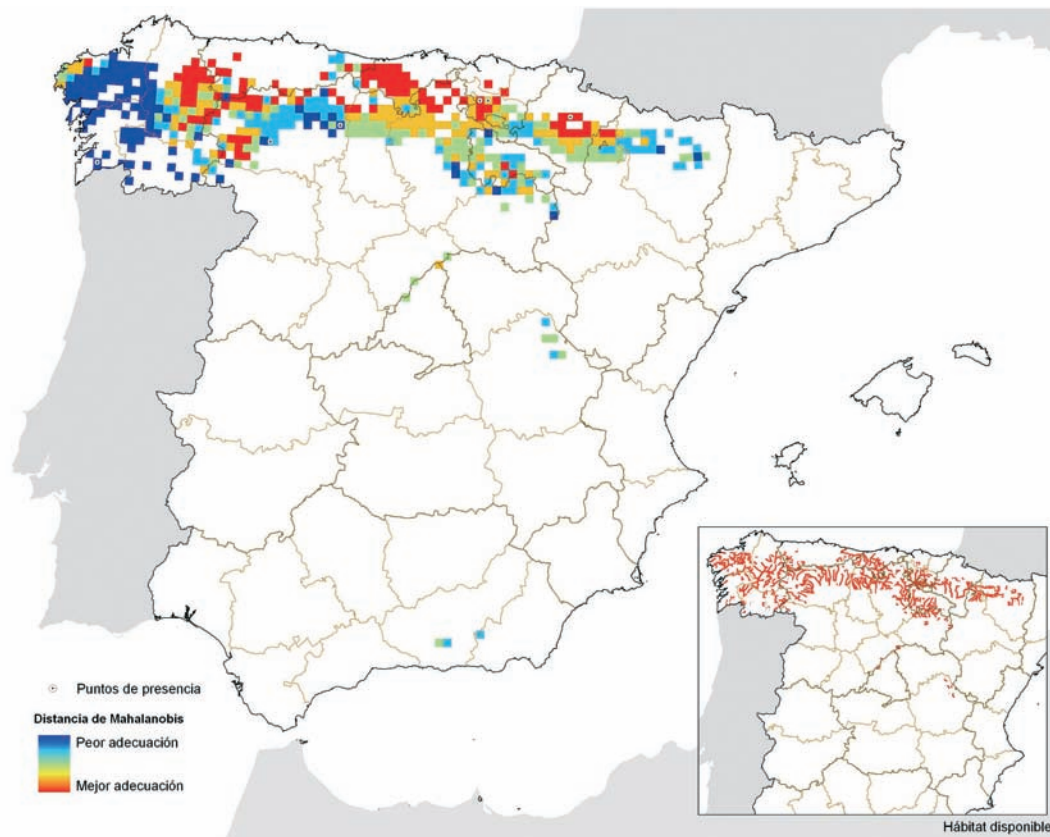 Puntos de presencia
Distancia de Mahalanobis
Peor adecuación
Mejor adecuación
Hábitat disponible